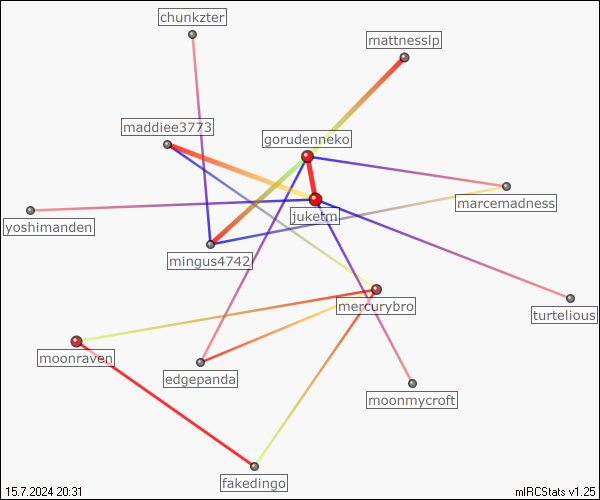 chunkzter
mattnesslp
maddiee3773
gorudenneko
marcemadness
juketm
yoshimanden
mingus4742
mercurybro
turtelious
moonraven
edgepanda
moonmycroft
fakedingo
15.7.2024 20:31
mIRCStats v1.25